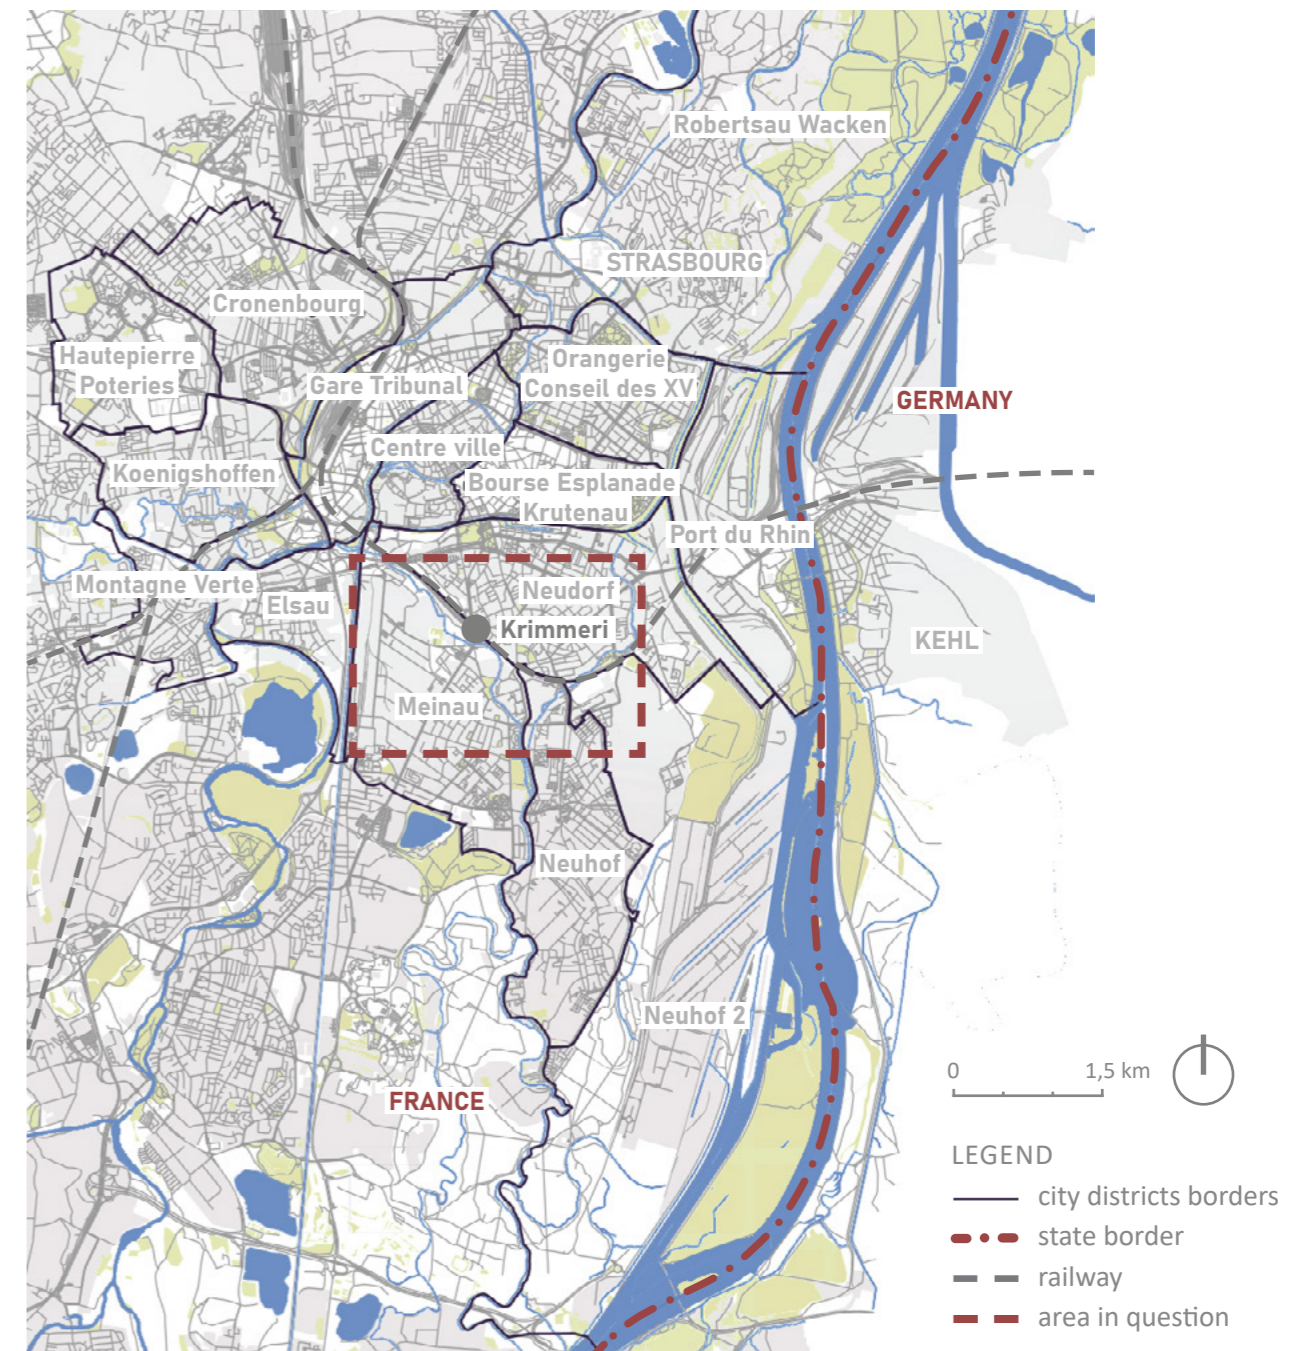 Robertsau Wacken
STRASBOURG
Cronenbourg
Hautepierre
Poteries
Orangerie
Conseil des XV
Gare Tribunal
GERMANY
Centre ville
Koenigshoffen
Bourse Esplanade
Krutenau
Port du Rhin
Montagne Verte
Elsau
Neudorf
Krimmeri
KEHL
Meinau
Neuhof
Neuhof 2
FRANCE
0 1,5 km
LEGEND
city districts borders
state border
railway
area in question